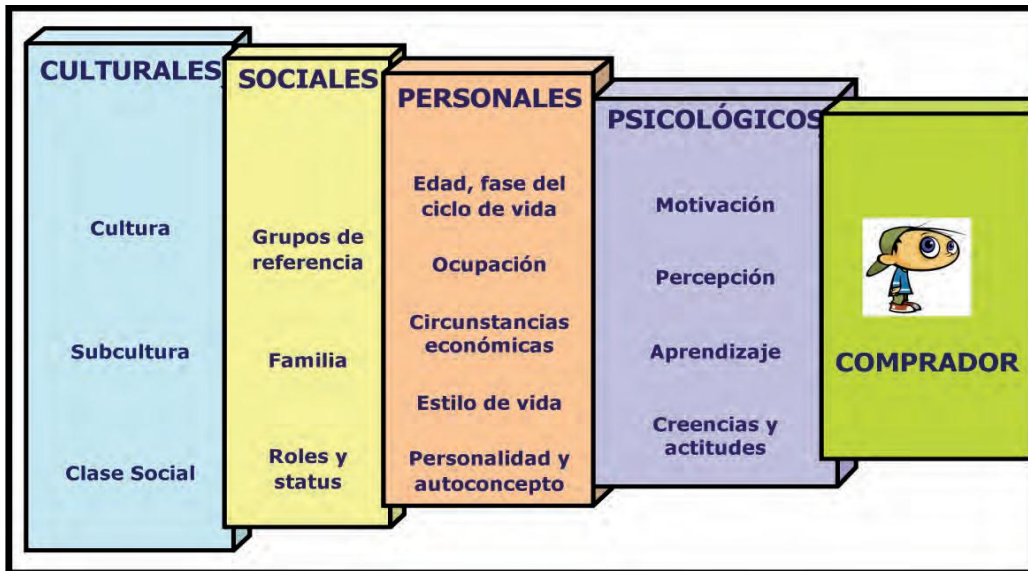 CULTURALES
Cultura
Subcultura
Clase Social
SOCIALES
Grupos de
referencia
Familia
Roles y
status
PERSONALES
Edad, fase del
ciclo de vida
Ocupación
Circunstancias
económicas
Estilo de vida
Personalidad y
autoconcepto
PSICOLÓGICOS
Motivación
Percepción
Aprendizaje
Creencias y
actitudes
COMPRADOR